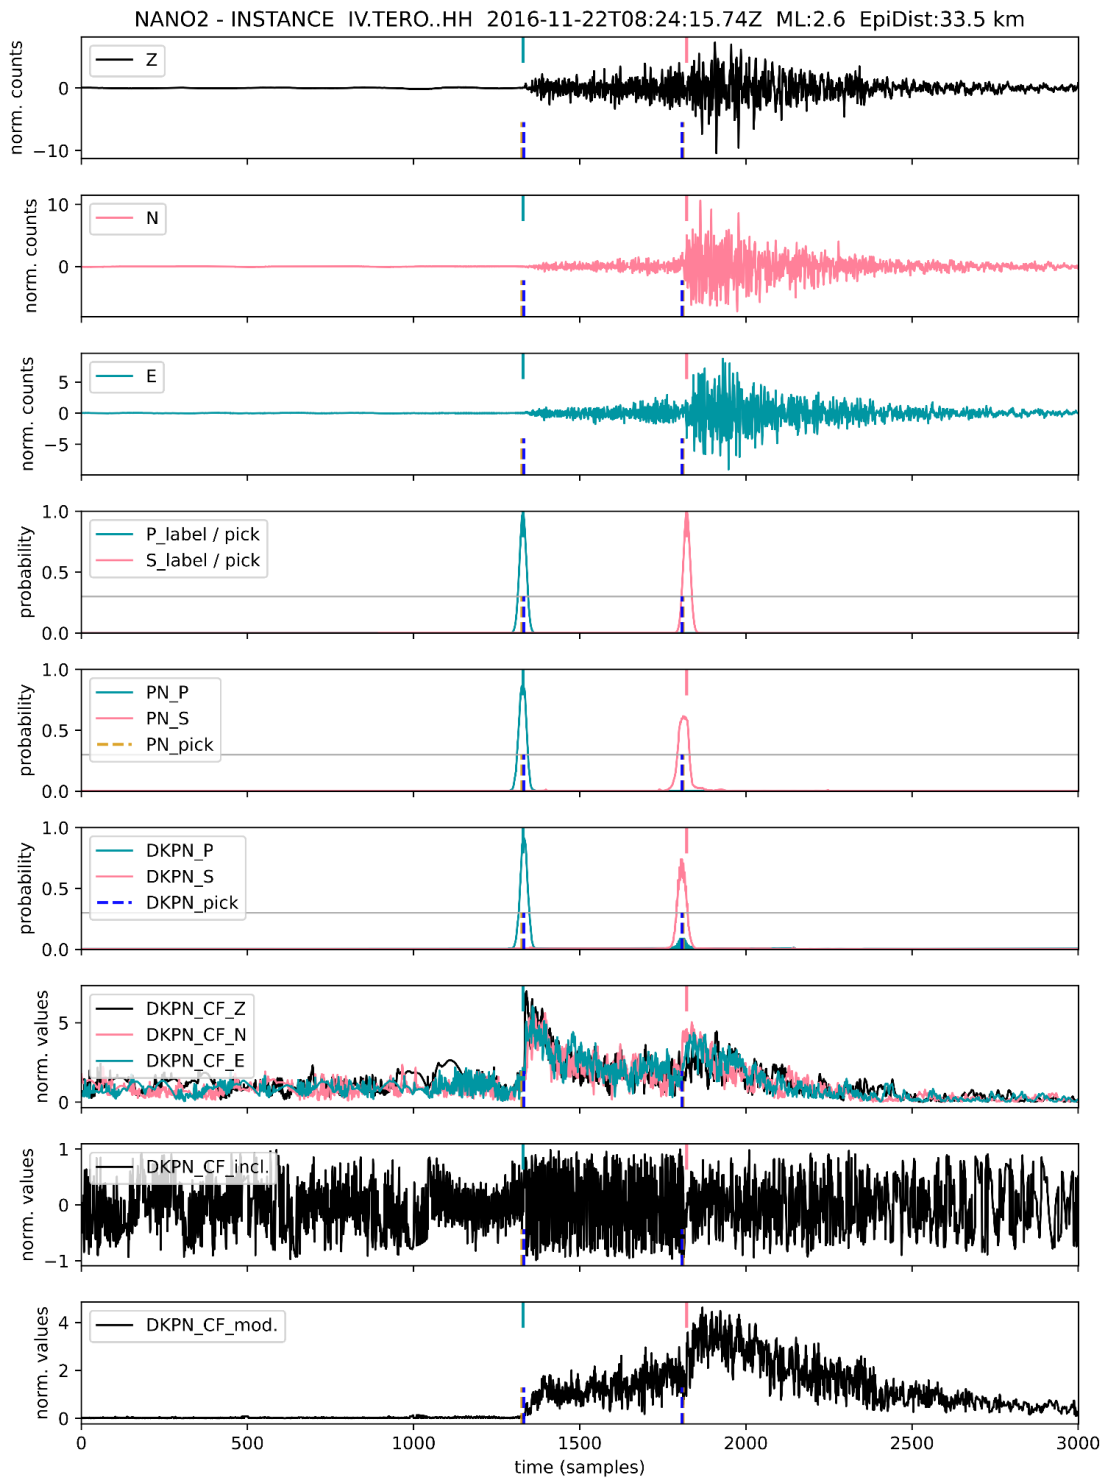 NANO2 - INSTANCE  IV.TERO..HH  2016-11-22T08:24:15.74Z  ML:2.6  EpiDist:33.5 km
norm. counts
0
−10
Z
norm. counts
10
0
N
norm. counts
5
0
−5
E
probability
1.0
0.5
0.0
P_label / pick
S_label / pick
probability
1.0
0.5
0.0
PN_P
PN_S
PN_pick
probability
1.0
0.5
0.0
DKPN_P
DKPN_S
DKPN_pick
norm. values
5
0
DKPN_CF_Z
DKPN_CF_N
DKPN_CF_E
norm. values
1
0
−1
DKPN_CF_incl.
norm. values
4
2
0
DKPN_CF_mod.
0 500 1000 1500 2000 2500 3000
time (samples)